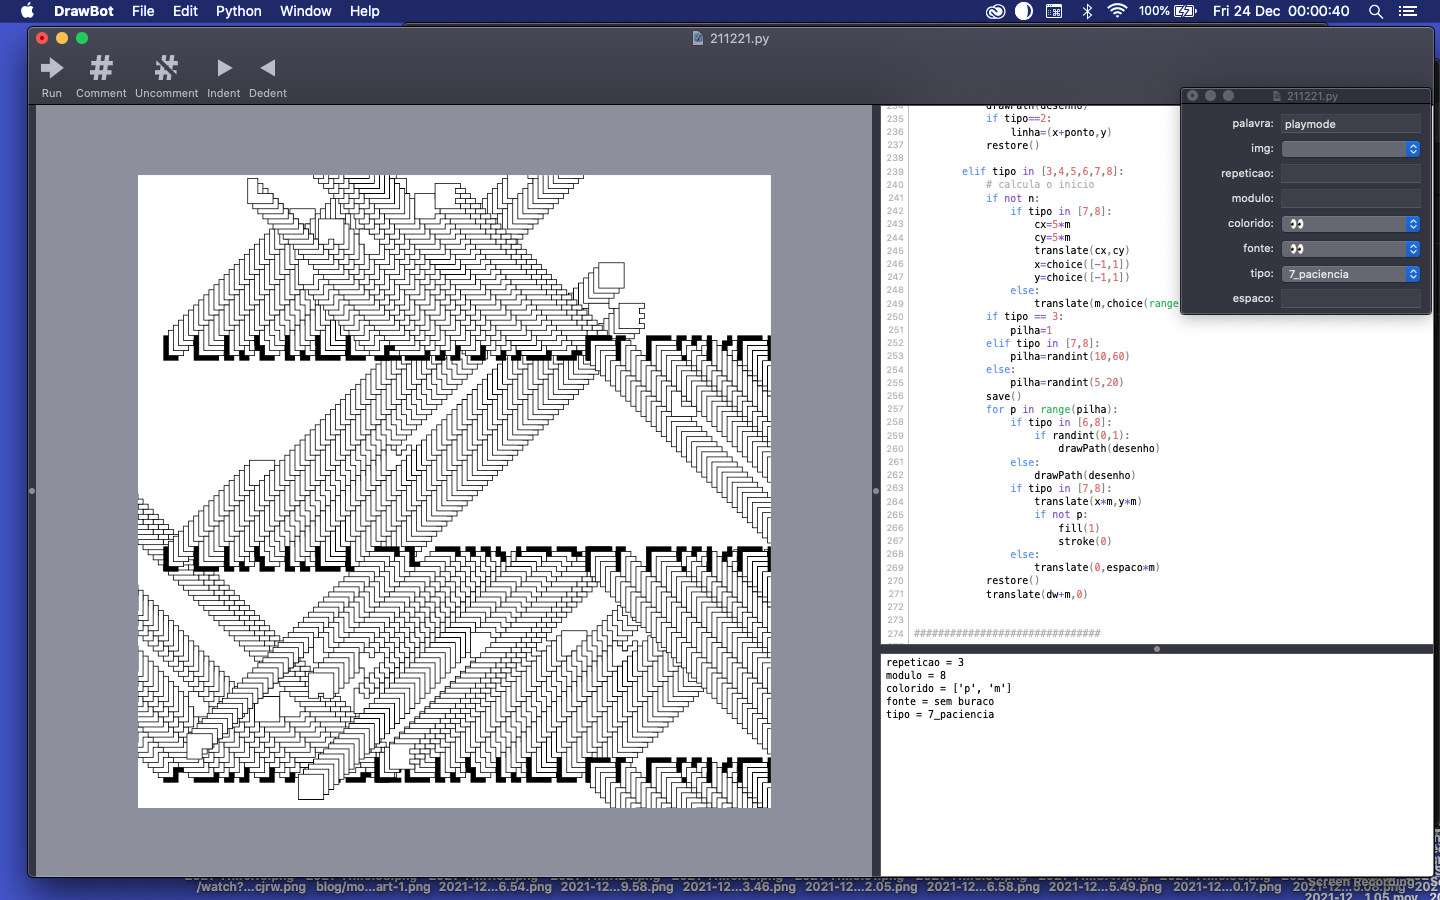 DrawBot File Edit Python Window Help 100% Fri 24 Dec 00:00:40
211221.py
Run Comment Uncomment Indent Dedent
211221.py
palavra: playmode
img:
repeticao:
modulo:
colorido: 👀
fonte: 👀
tipo: 7_paciencia
espaco:
234 drawPath(desenho)
235 if tipo==2:
236 linha=(x+ponto,y)
237 restore()
238
239 elif tipo in [3,4,5,6,7,8]:
240 # calcula o inicio
241 if not n:
242 if tipo in [7,8]:
243 cx=5*m
244 cy=5*m
245 translate(cx,cy)
246 x=choice([-1,1])
247 y=choice([-1,1])
248 else:
249 translate(m,choice(range
250 if tipo == 3:
251 pilha=1
252 elif tipo in [7,8]:
253 pilha=randint(10,60)
254 else:
255 pilha=randint(5,20)
256 save()
257 for p in range(pilha):
258 if tipo in [6,8]:
259 if randint(0,1):
260 drawPath(desenho)
261 else:
262 drawPath(desenho)
263 if tipo in [7,8]:
264 translate(x*m,y*m)
265 if not p:
266 fill(1)
267 stroke(0)
268 else:
269 translate(0,espaco*m)
270 restore()
271 translate(dw+m,0)
272
273
274 ###############################
repeticao = 3
modulo = 8
colorido = ['p', 'm']
fonte = sem buraco
tipo = 7_paciencia
/watch?...cjrw.png blog/mo...art-1.png 2021-12...6.54.png 2021-12...9.58.png 2021-12...3.46.png 2021-12...2.05.png 2021-12...6.58.png 2021-12...5.49.png 2021-12...0.17.png
Screen Recording
2021-12...1.05.mov